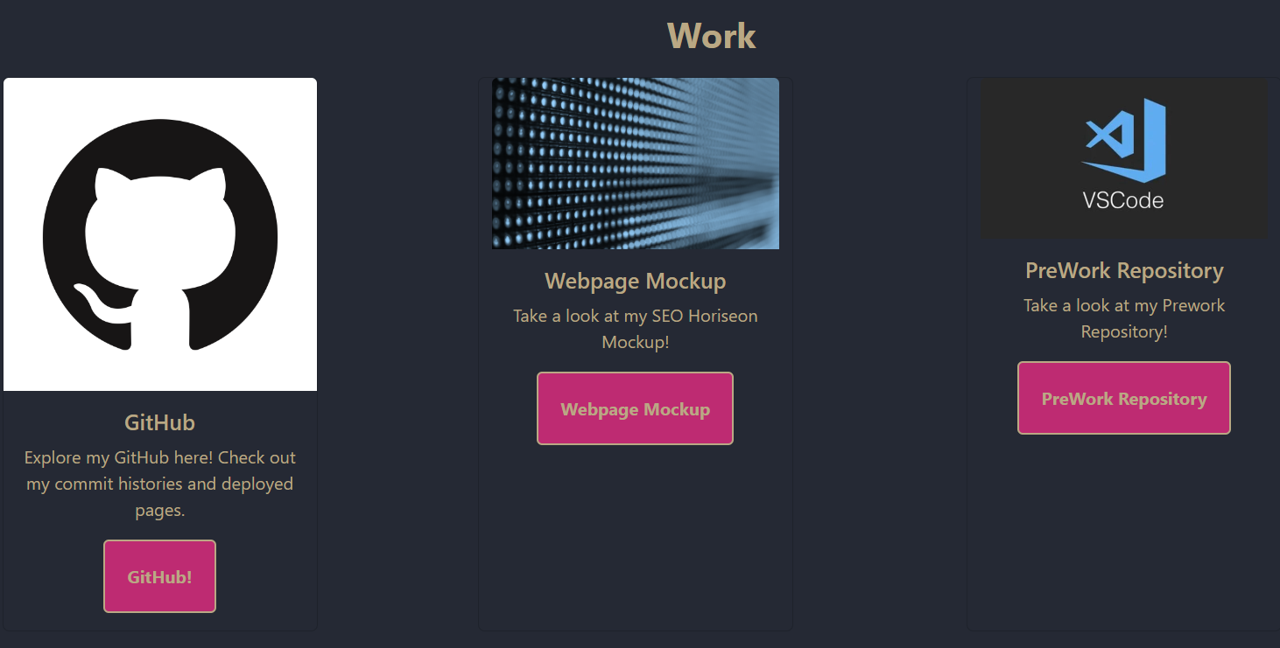 Work
GitHub
Explore my GitHub here! Check out
my commit histories and deployed
pages.
GitHub!
Webpage Mockup
Take a look at my SEO Horiseon
Mockup!
Webpage Mockup
VSCode
PreWork Repository
Take a look at my Prework
Repository!
PreWork Repository